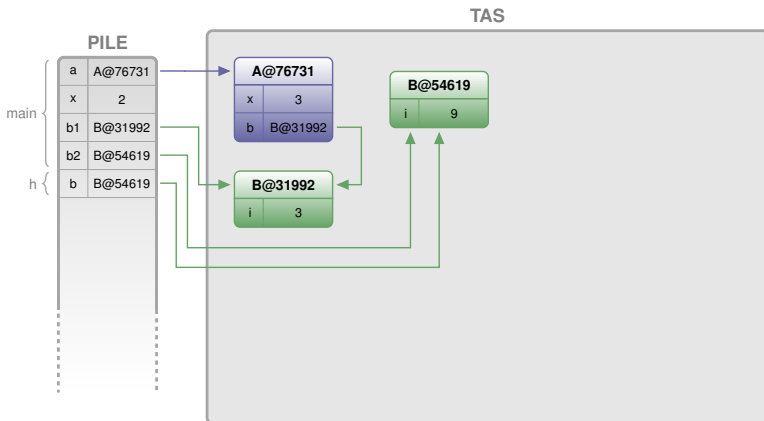 TAS
PILE
main
a A@76731
x 2
b1 B@31992
b2 B@54619
h
b B@54619
A@76731
x 3
b B@31992
B@54619
i 9
B@31992
i 3